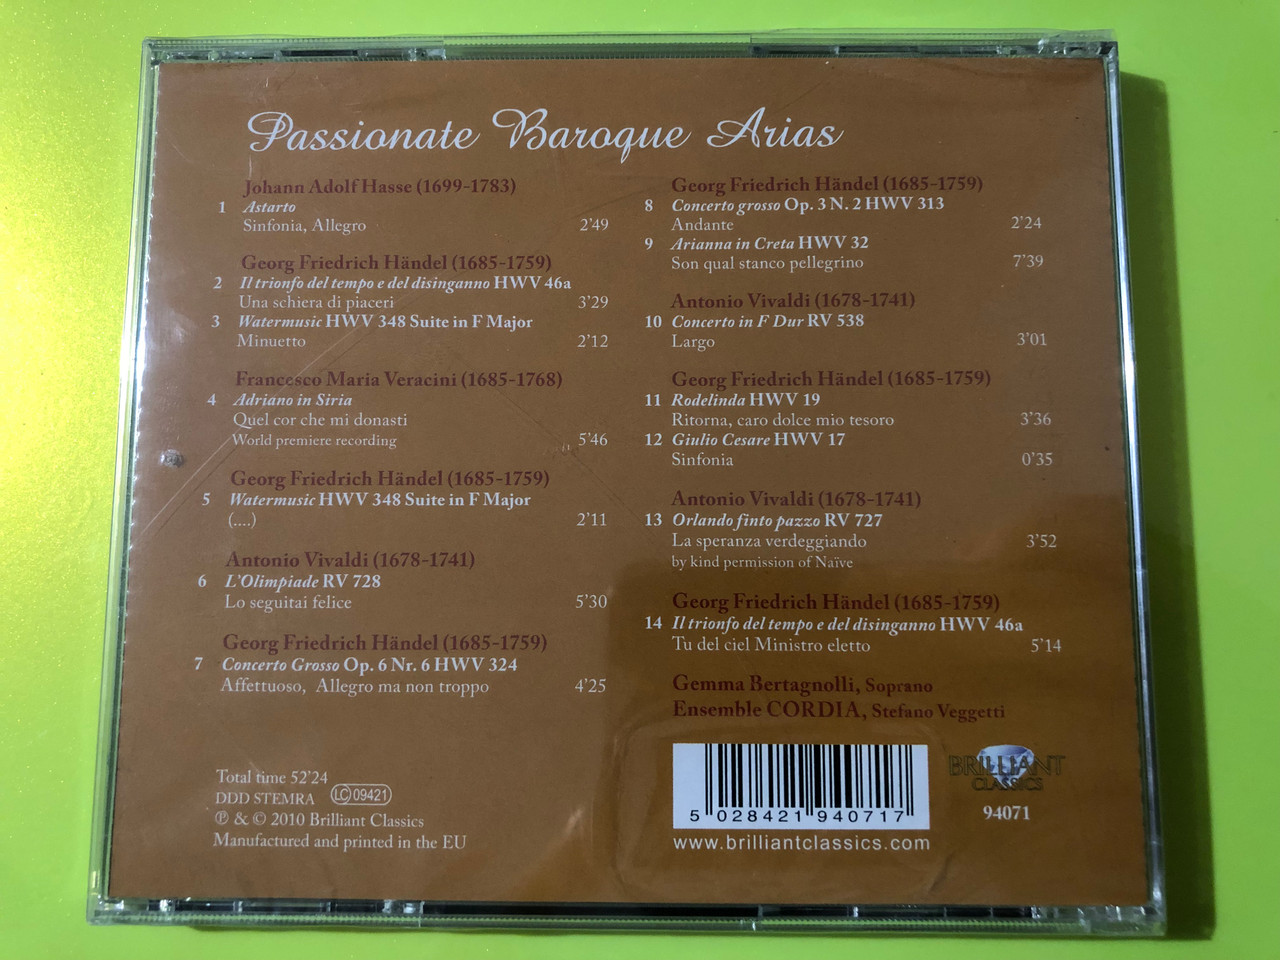 Passionate Baroque Arias
Johann Adolf Hasse (1699-1783)
1 Astarto
Sinfonia, Allegro 2'49
Georg Friedrich Händel (1685-1759)
2 Il trionfo del tempo e del disinganno HWV 46a
Una schiera di piaceri 3'29
3 Watermusic HWV 348 Suite in F Major
Minuetto 2'12
Francesco Maria Veracini (1685-1768)
4 Adriano in Siria
Quel cor che mi donasti
World premiere recording 5'46
Georg Friedrich Händel (1685-1759)
5 Watermusic HWV 348 Suite in F Major
(....) 2'11
Antonio Vivaldi (1678-1741)
6 L'Olimpiade RV 728
Lo seguitai felice 5'30
Georg Friedrich Händel (1685-1759)
7 Concerto Grosso Op. 6 Nr. 6 HWV 324
Affettuoso, Allegro ma non troppo 4'25
Total time 52'24
DDD STEMRA LC 09421
℗ & © 2010 Brilliant Classics
Manufactured and printed in the EU
Georg Friedrich Händel (1685-1759)
8 Concerto grosso Op. 3 N. 2 HWV 313
Andante 2'24
9 Arianna in Creta HWV 32
Son qual stanco pellegrino 7'39
Antonio Vivaldi (1678-1741)
10 Concerto in F Dur RV 538
Largo 3'01
Georg Friedrich Händel (1685-1759)
11 Rodelinda HWV 19
Ritorna, caro dolce mio tesoro 3'36
12 Giulio Cesare HWV 17
Sinfonia 0'35
Antonio Vivaldi (1678-1741)
13 Orlando finto pazzo RV 727
La speranza verdeggiando 3'52
by kind permission of Naïve
Georg Friedrich Händel (1685-1759)
14 Il trionfo del tempo e del disinganno HWV 46a
Tu del ciel Ministro eletto 5'14
Gemma Bertagnolli, Soprano
Ensemble CORDIA, Stefano Veggetti
5 028421 940717
www.brilliantclassics.com
BRILLIANT
CLASSICS
94071